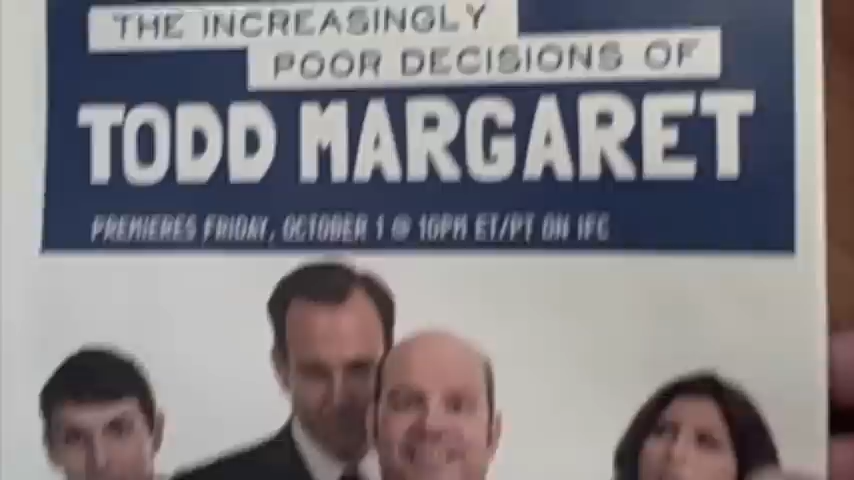 THE INCREASINGLY
POOR DECISIONS OF
TODD MARGARET
PREMIERES FRIDAY, OCTOBER 1 @ 10PM ET/PT ON IFC